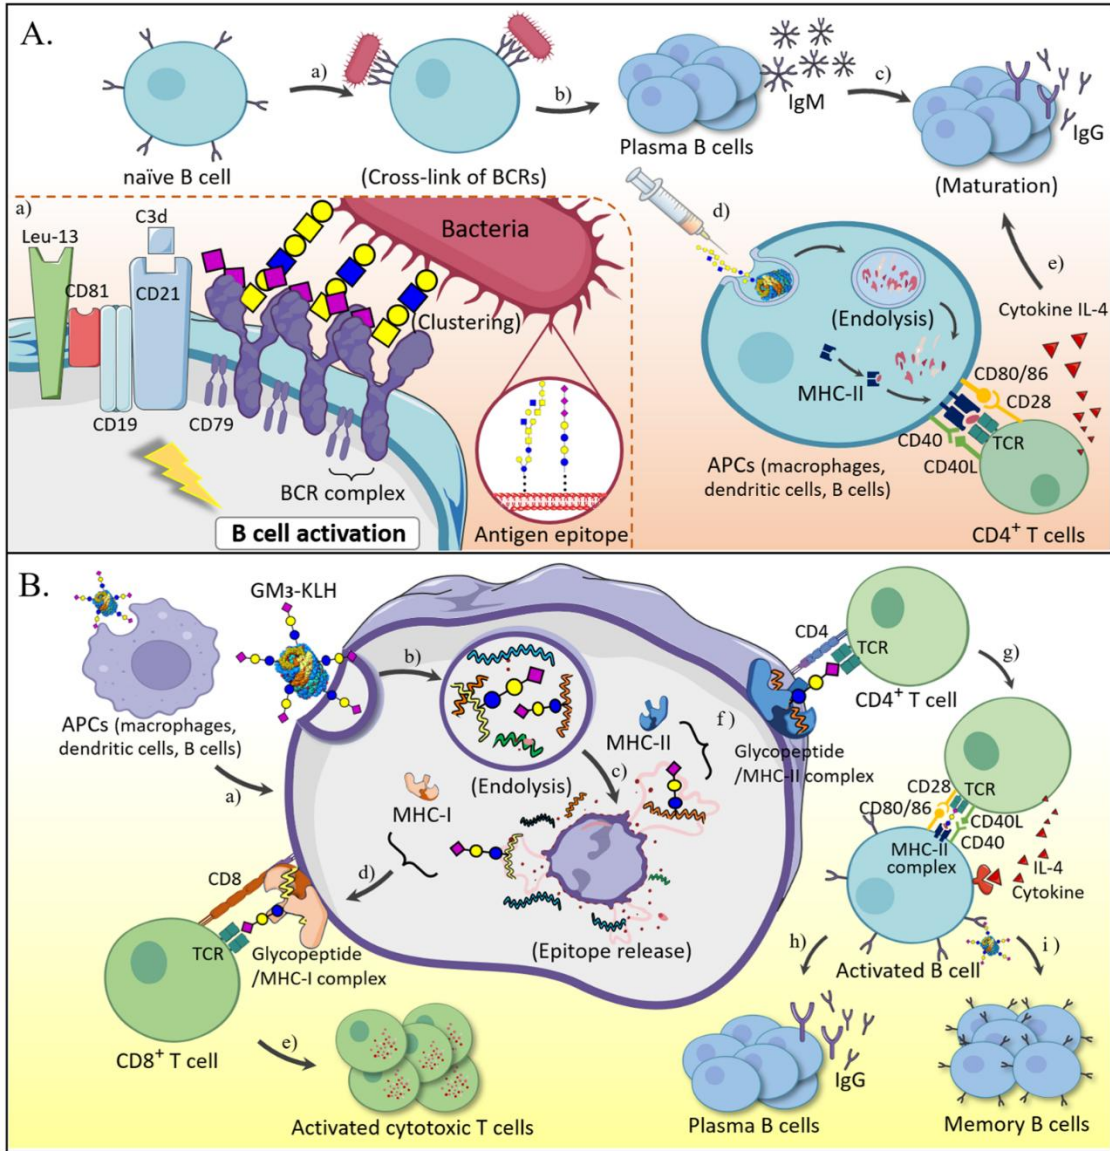 A.
a)
b)
c)
IgM
IgG
naïve B cell
(Cross-link of BCRs)
Plasma B cells
(Maturation)
a)
Leu-13
C3d
CD81
CD21
CD19
CD79
Bacteria
(Clustering)
BCR complex
B cell activation
Antigen epitope
d)
(Endolysis)
e)
Cytokine IL-4
MHC-II
CD80/86
CD28
CD40
TCR
CD40L
APCs (macrophages,
dendritic cells, B cells)
CD4+ T cells
B.
GM3-KLH
APCs (macrophages,
dendritic cells, B cells)
a)
b)
(Endolysis)
c)
MHC-I
MHC-II
f)
d)
(Epitope release)
CD8
TCR
Glycopeptide
/MHC-I complex
CD8+ T cell
e)
Activated cytotoxic T cells
CD4
TCR
CD4+ T cell
Glycopeptide
/MHC-II complex
g)
CD28
TCR
CD80/86
CD40L
CD40
MHC-II
complex
IL-4
Cytokine
h)
Activated B cell
i)
IgG
Plasma B cells
Memory B cells